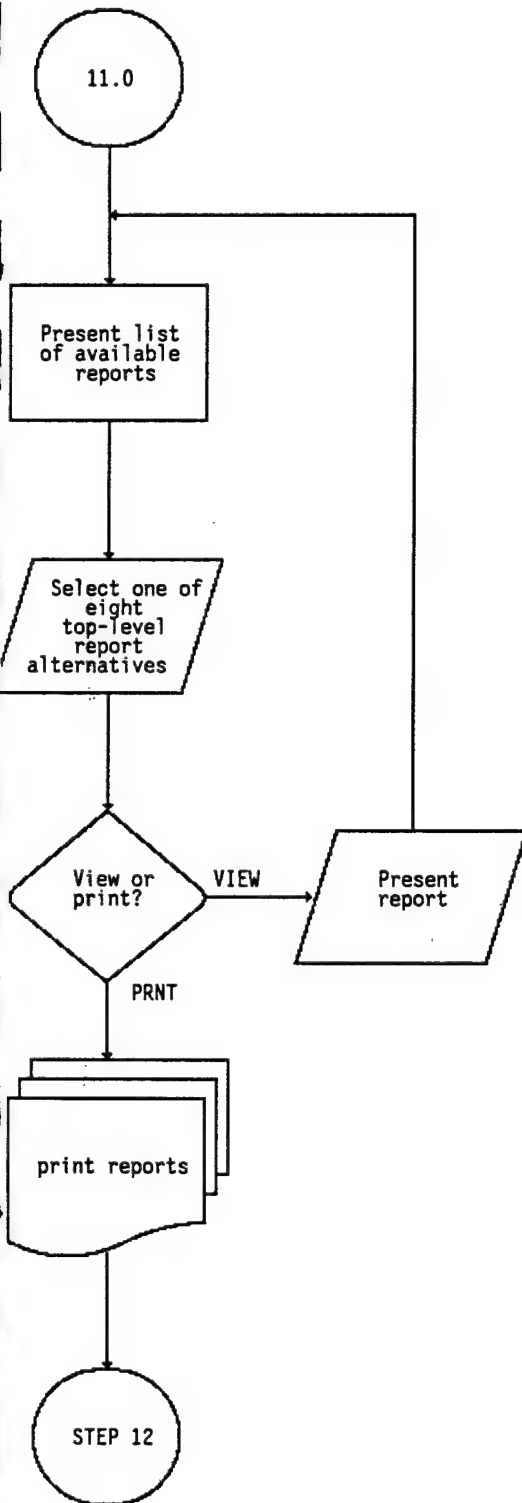 11.0
Present list
of available
reports
Select one of
eight
top-level
report
alternatives
View or
print?
VIEW
Present
report
PRNT
print reports
STEP 12